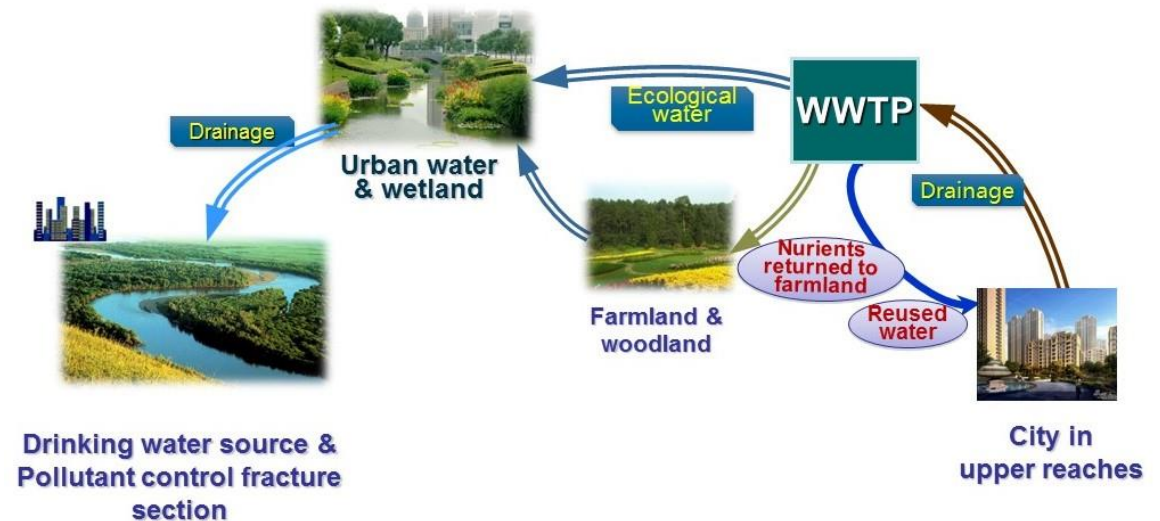 Ecological
water
WWTP
Drainage
Urban water
& wetland
Drainage
Nurients
returned to
farmland
Farmland &
woodland
Reused
water
Drinking water source &
Pollutant control fracture
section
City in
upper reaches